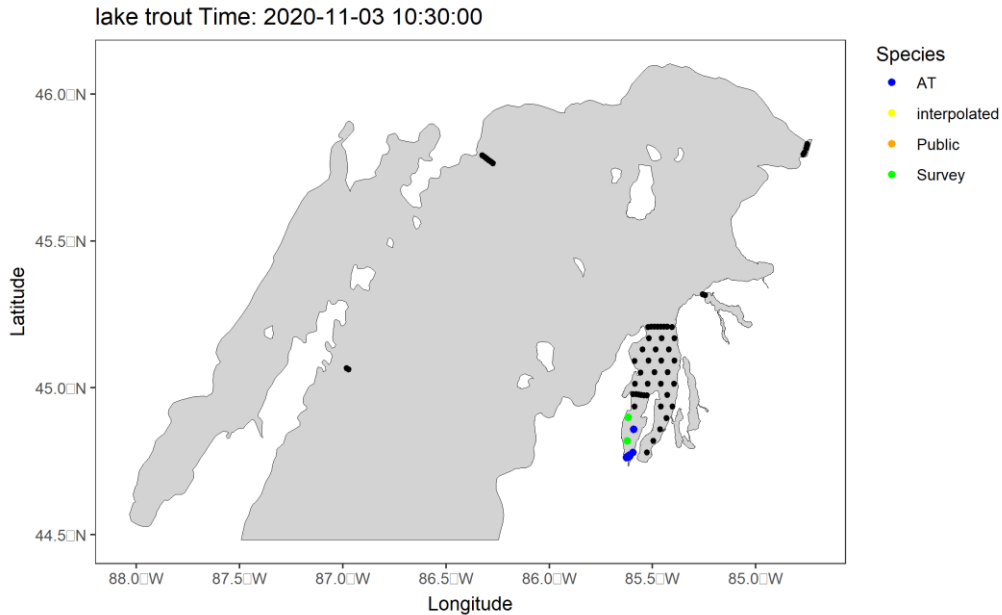 lake trout Time: 2020-11-03 10:30:00
Species
AT
interpolated
Public
Survey
46.0□N
45.5□N
45.0□N
44.5□N
Latitude
88.0□W 87.5□W 87.0□W 86.5□W 86.0□W 85.5□W 85.0□W
Longitude